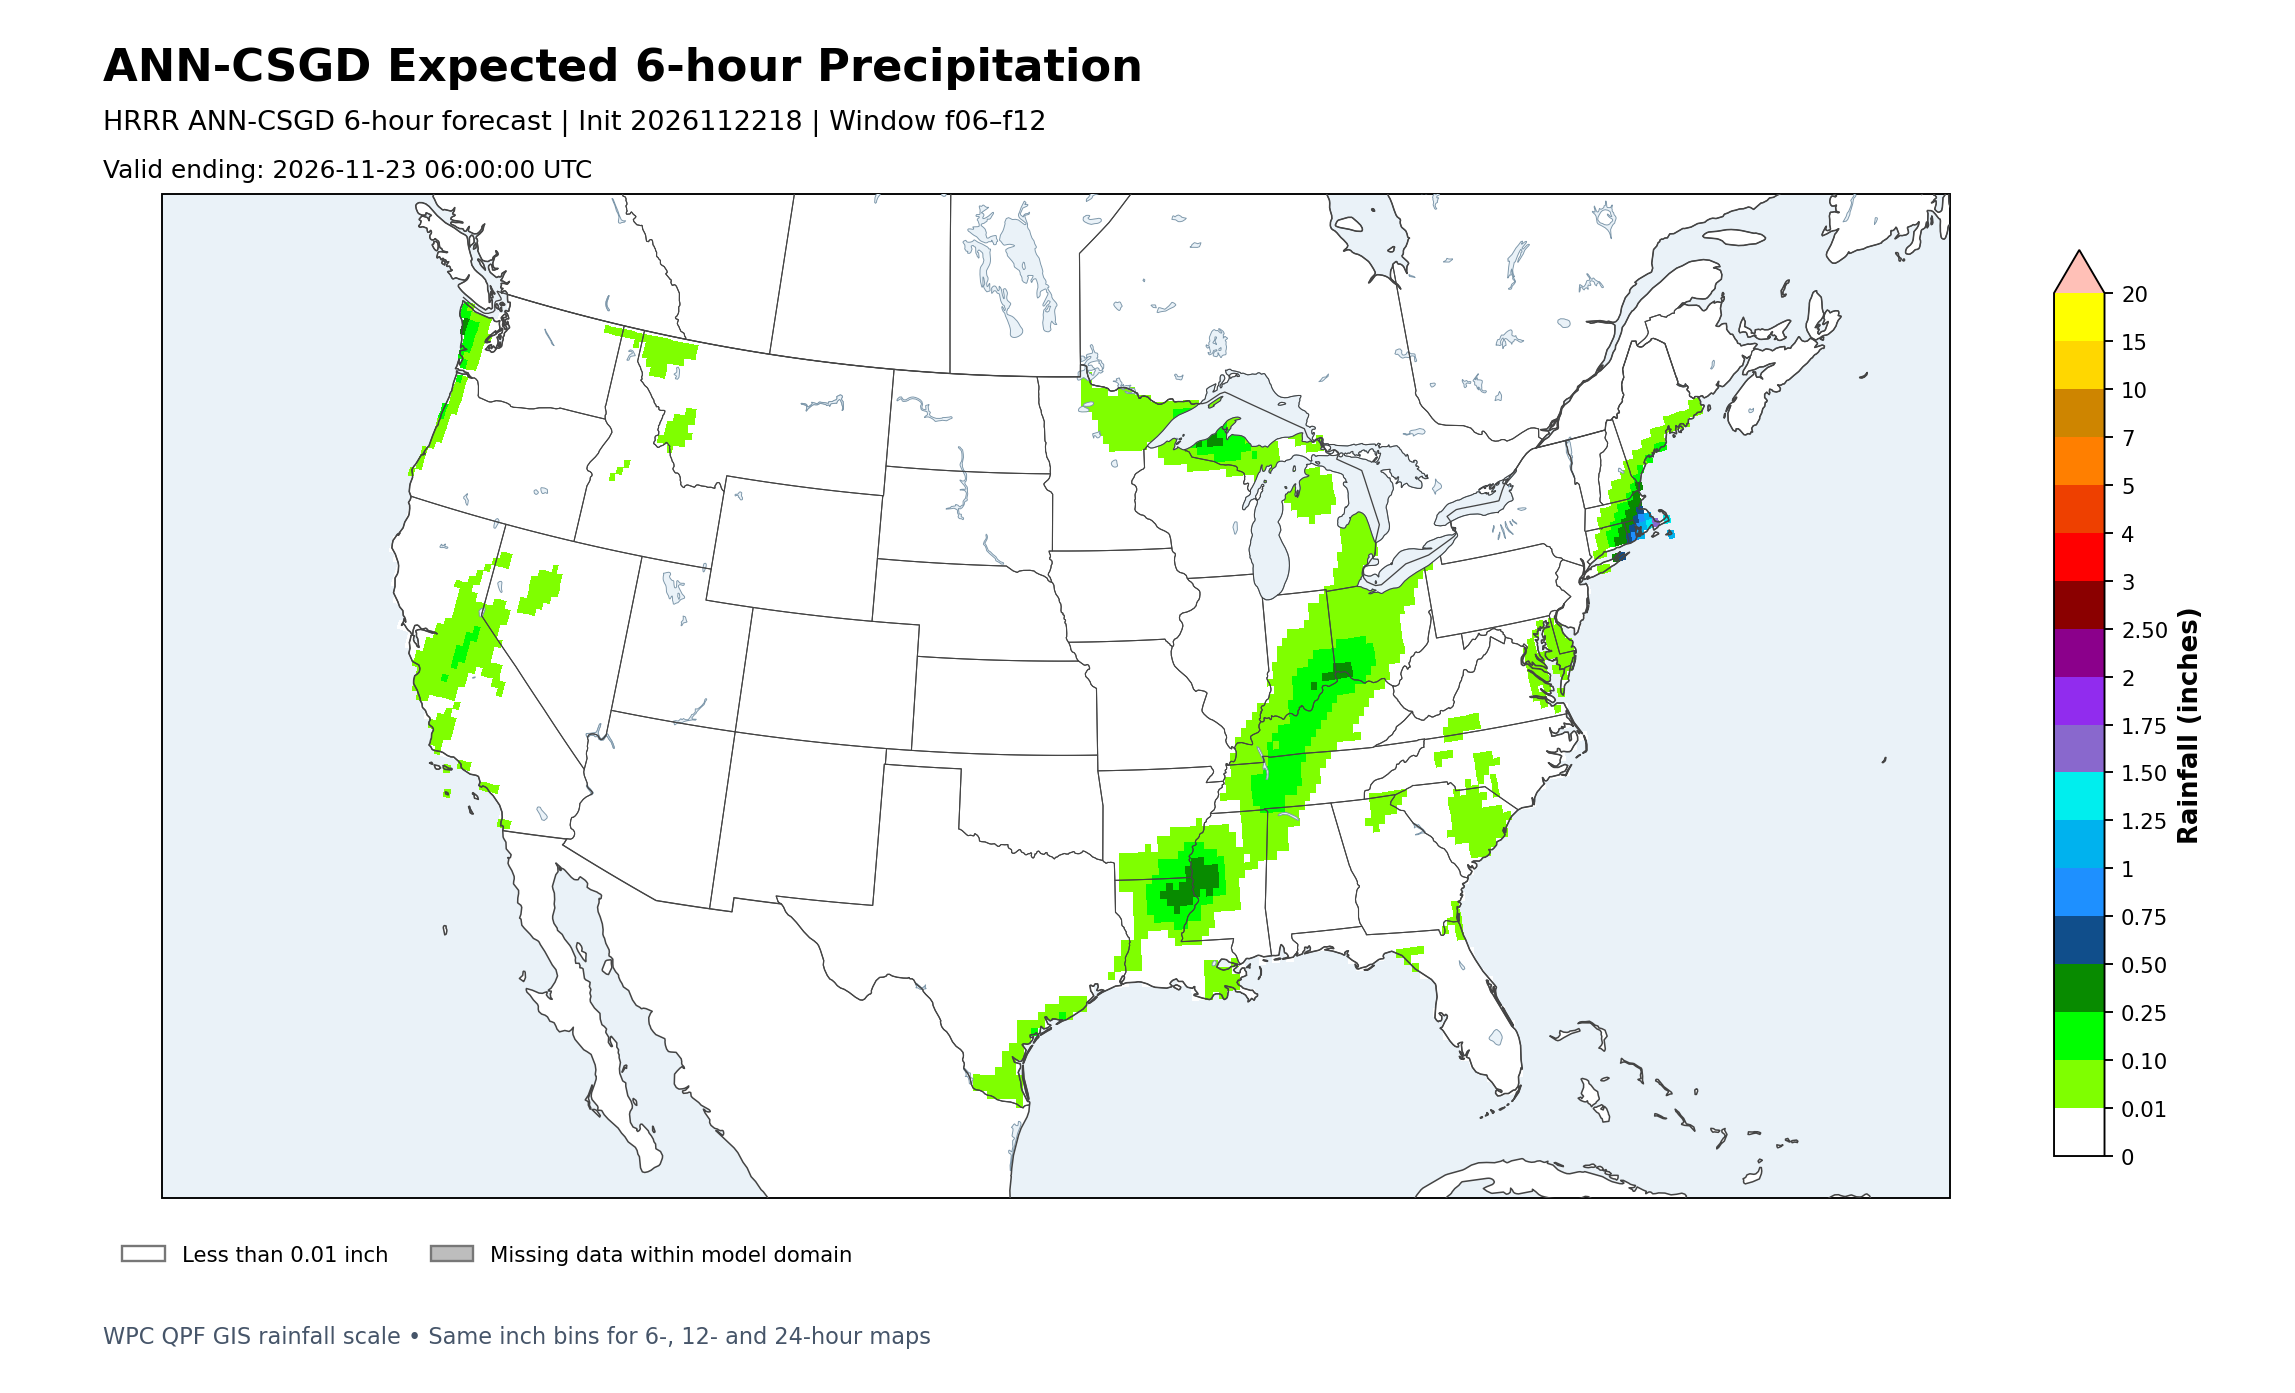 ANN-CSGD Expected 6-hour Precipitation
HRRR ANN-CSGD 6-hour forecast | Init 2026112218 | Window f06–f12
Valid ending: 2026-11-23 06:00:00 UTC
20
15
10
7
5
4
3
2.50
2
1.75
1.50
1.25
1
0.75
0.50
0.25
0.10
0.01
0
Rainfall (inches)
Less than 0.01 inch
Missing data within model domain
WPC QPF GIS rainfall scale • Same inch bins for 6-, 12- and 24-hour maps